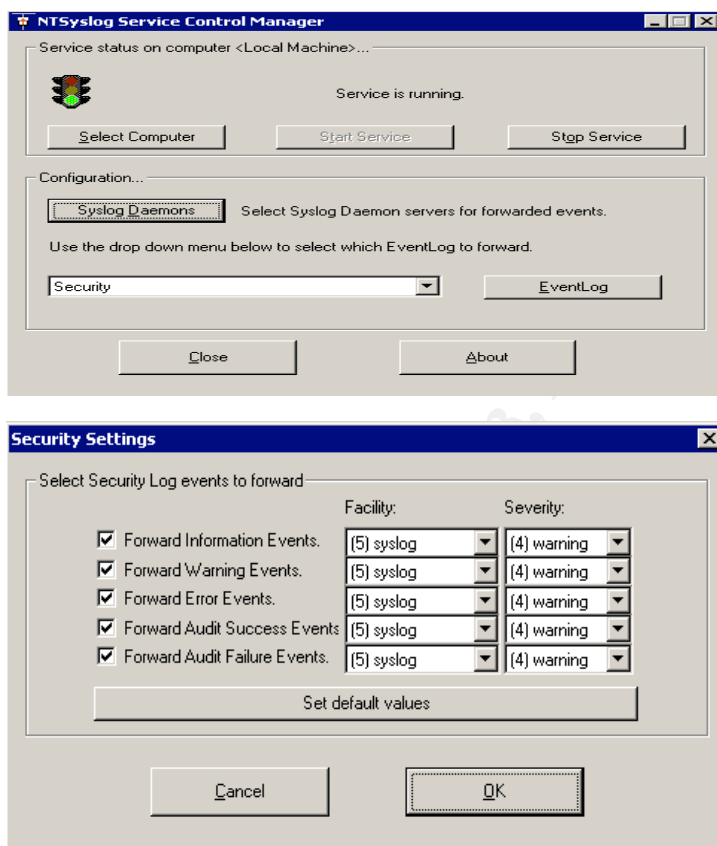 NTSyslog Service Control Manager
Service status on computer <Local Machine>...
Service is running.
Select Computer Start Service Stop Service
Configuration...
Syslog Daemons Select Syslog Daemon servers for forwarded events.
Use the drop down menu below to select which EventLog to forward.
Security EventLog
Close About
Security Settings
Select Security Log events to forward
Facility: Severity:
Forward Information Events. (5) syslog (4) warning
Forward Warning Events. (5) syslog (4) warning
Forward Error Events. (5) syslog (4) warning
Forward Audit Success Events (5) syslog (4) warning
Forward Audit Failure Events. (5) syslog (4) warning
Set default values
Cancel OK